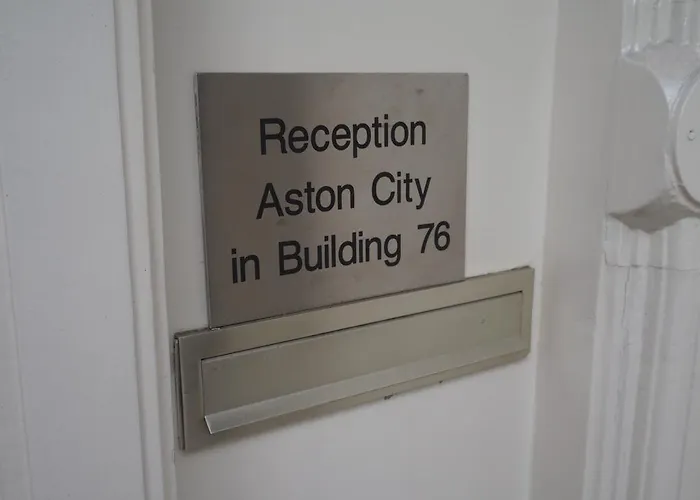 Reception
Aston City
in Building 76